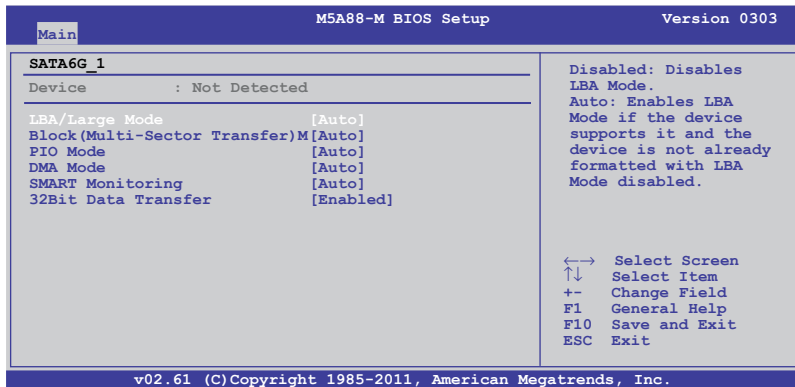 M5A88-M BIOS Setup Version 0303
Main
SATA6G_1
Device : Not Detected
LBA/Large Mode [Auto]
Block(Multi-Sector Transfer)M[Auto]
PIO Mode [Auto]
DMA Mode [Auto]
SMART Monitoring [Auto]
32Bit Data Transfer [Enabled]
Disabled: Disables
LBA Mode.
Auto: Enables LBA
Mode if the device
supports it and the
device is not already
formatted with LBA
Mode disabled.
←→ Select Screen
↑↓ Select Item
+- Change Field
F1 General Help
F10 Save and Exit
ESC Exit
v02.61 (C)Copyright 1985-2011, American Megatrends, Inc.